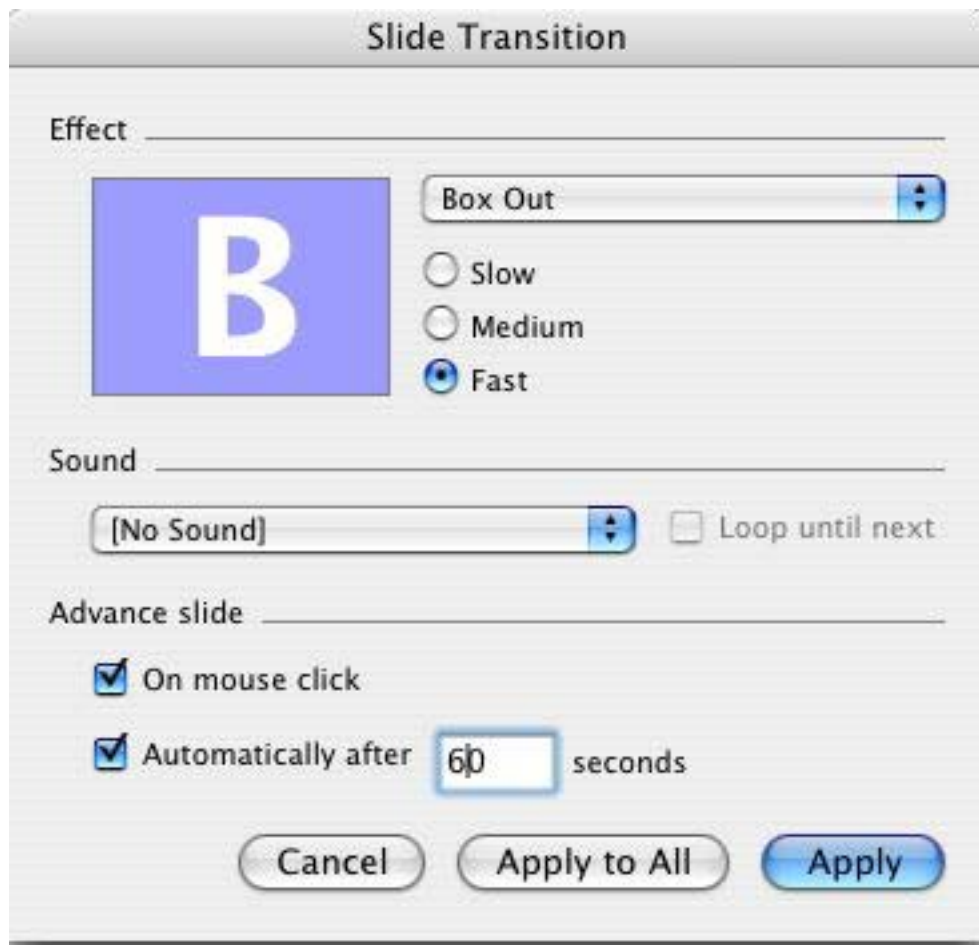 Slide Transition
Effect
B
Box Out
Slow
Medium
Fast
Sound
[No Sound]
Loop until next
Advance slide
On mouse click
Automatically after 60 seconds
Cancel
Apply to All
Apply